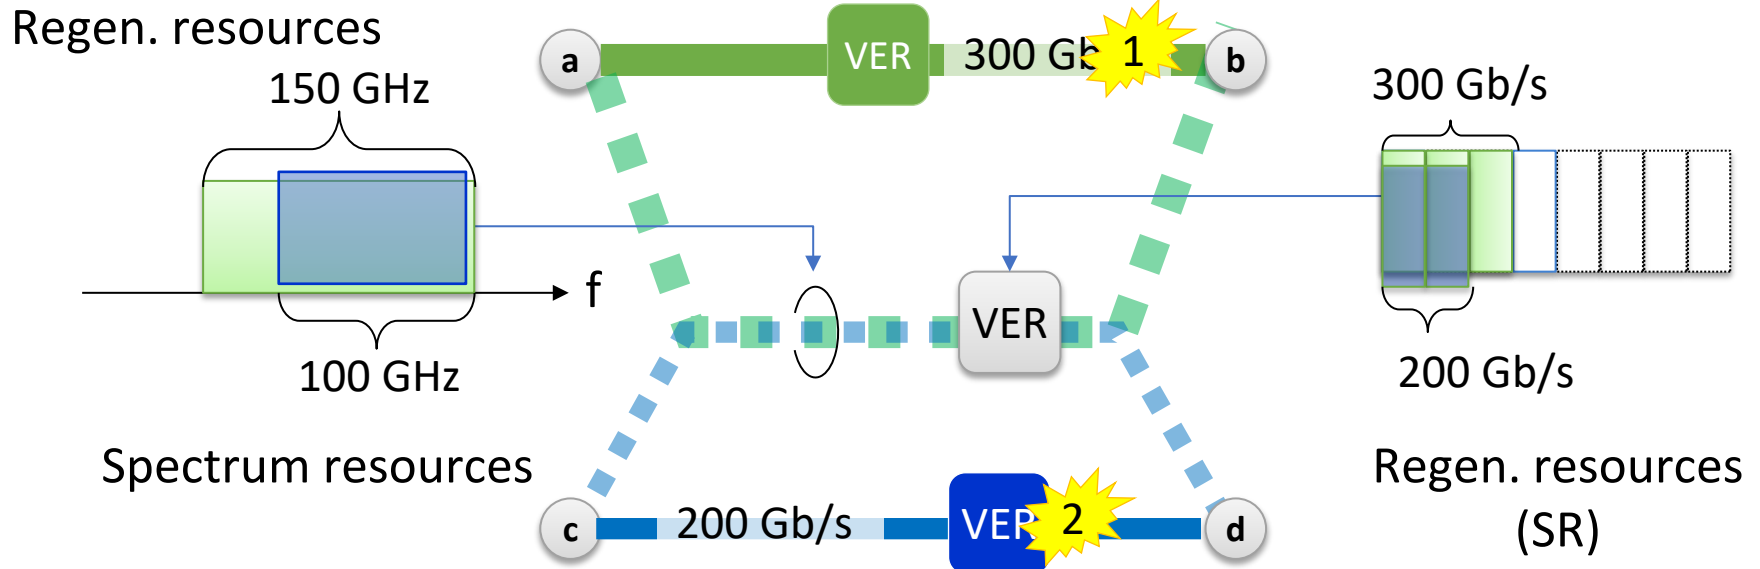 Regen. resources
150 GHz
100 GHz
f
Spectrum resources
a
VER
300 Gb
1
b
VER
c
200 Gb/s
VER
2
d
300 Gb/s
200 Gb/s
Regen. resources
(SR)